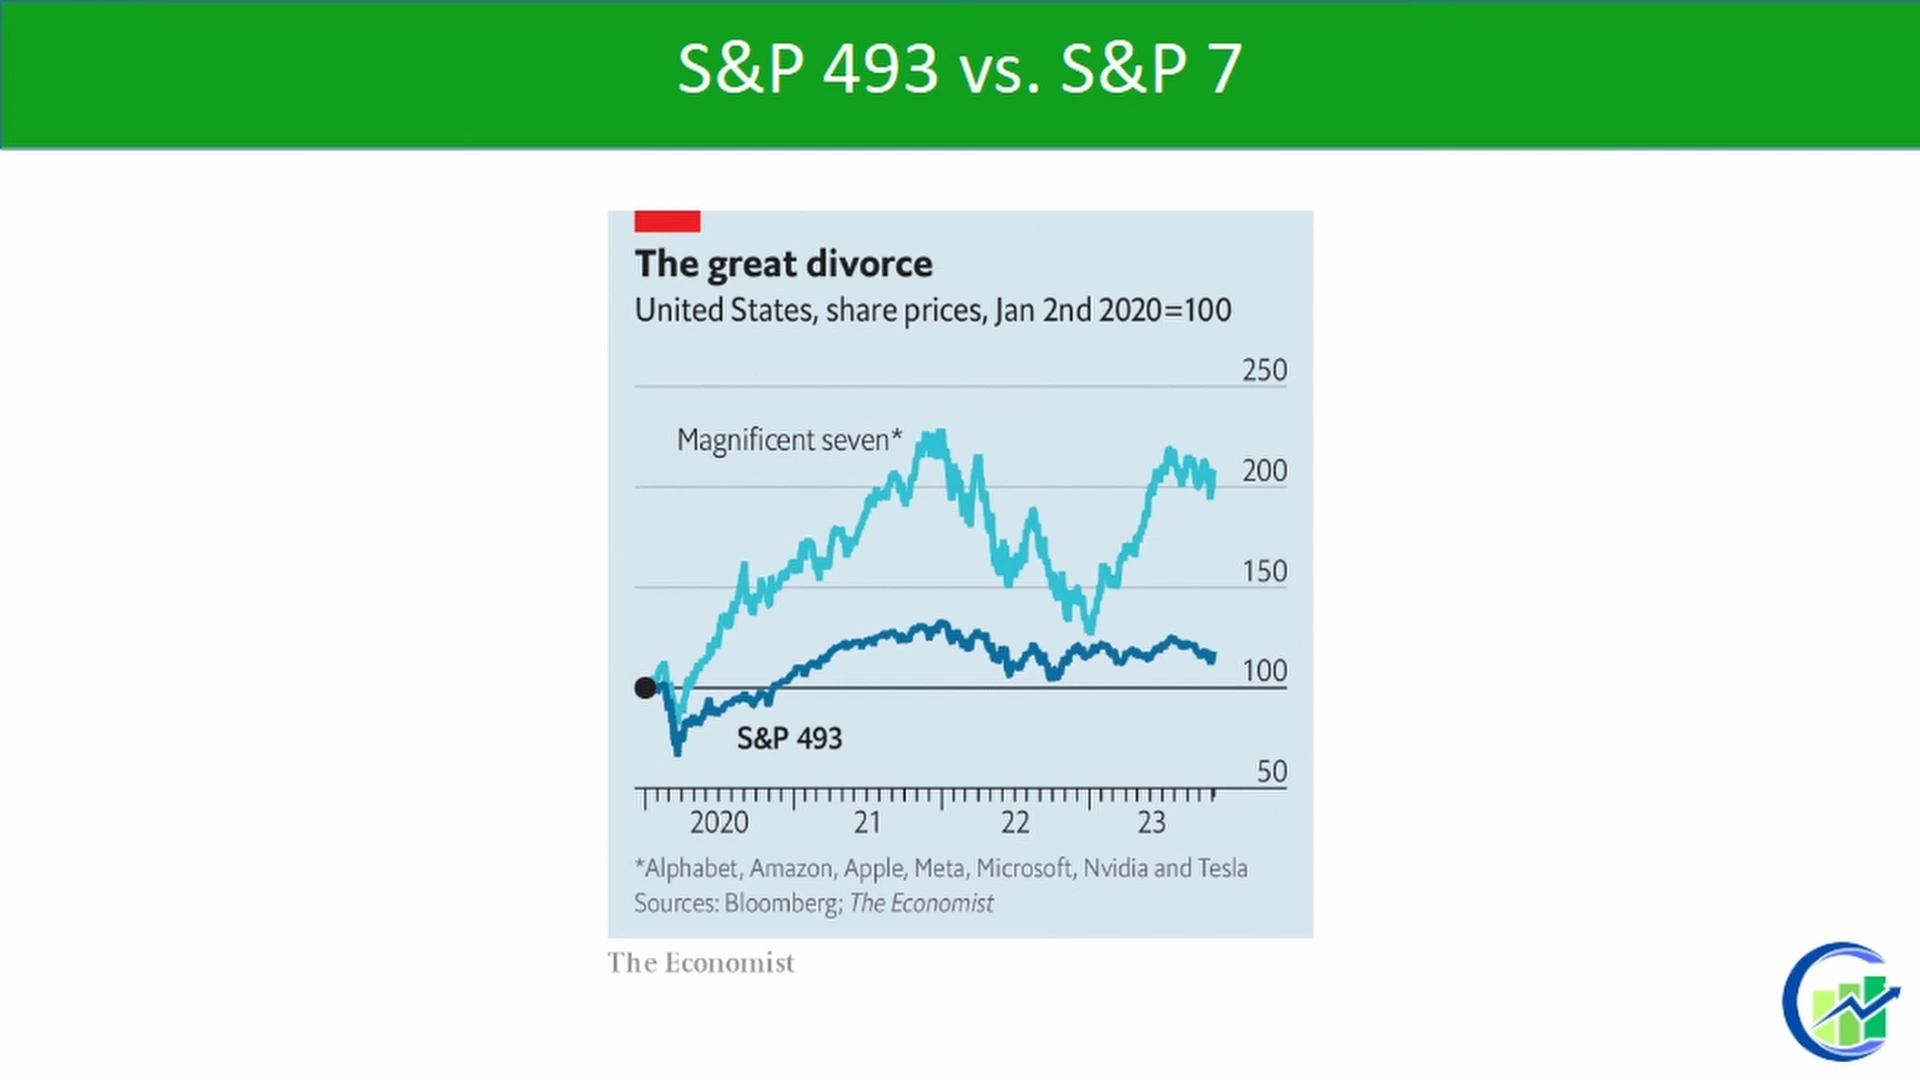 S&P 493 vs. S&P 7
The great divorce
United States, share prices, Jan 2nd 2020=100
250
Magnificent seven*
200
150
100
S&P 493
50
2020 21 22 23
*Alphabet, Amazon, Apple, Meta, Microsoft, Nvidia and Tesla
Sources: Bloomberg; The Economist
The Economist